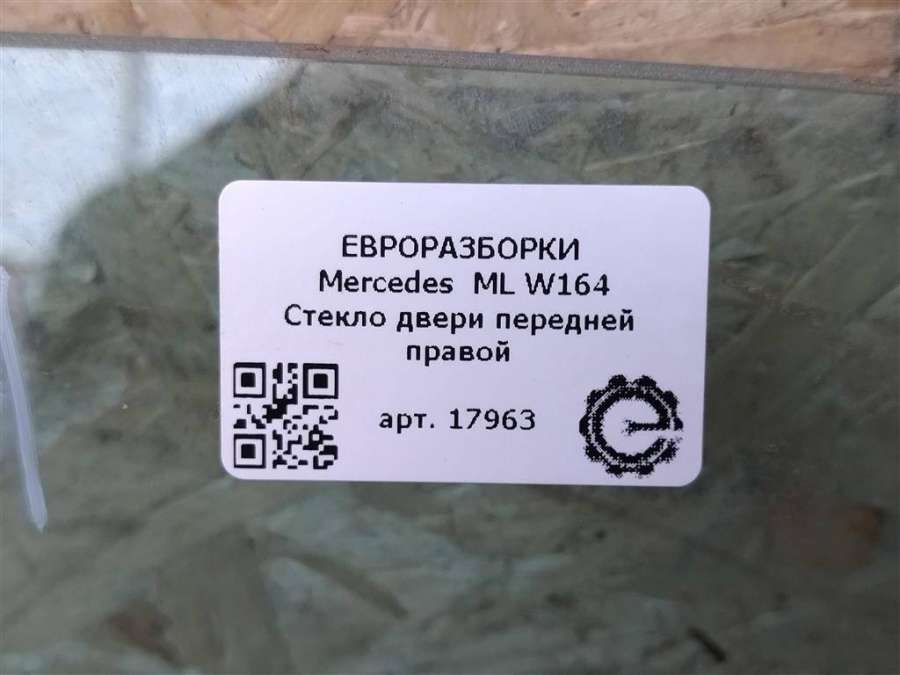 ЕВРОРАЗБОРКИ
Mercedes ML W164
Стекло двери передней
правой
арт. 17963